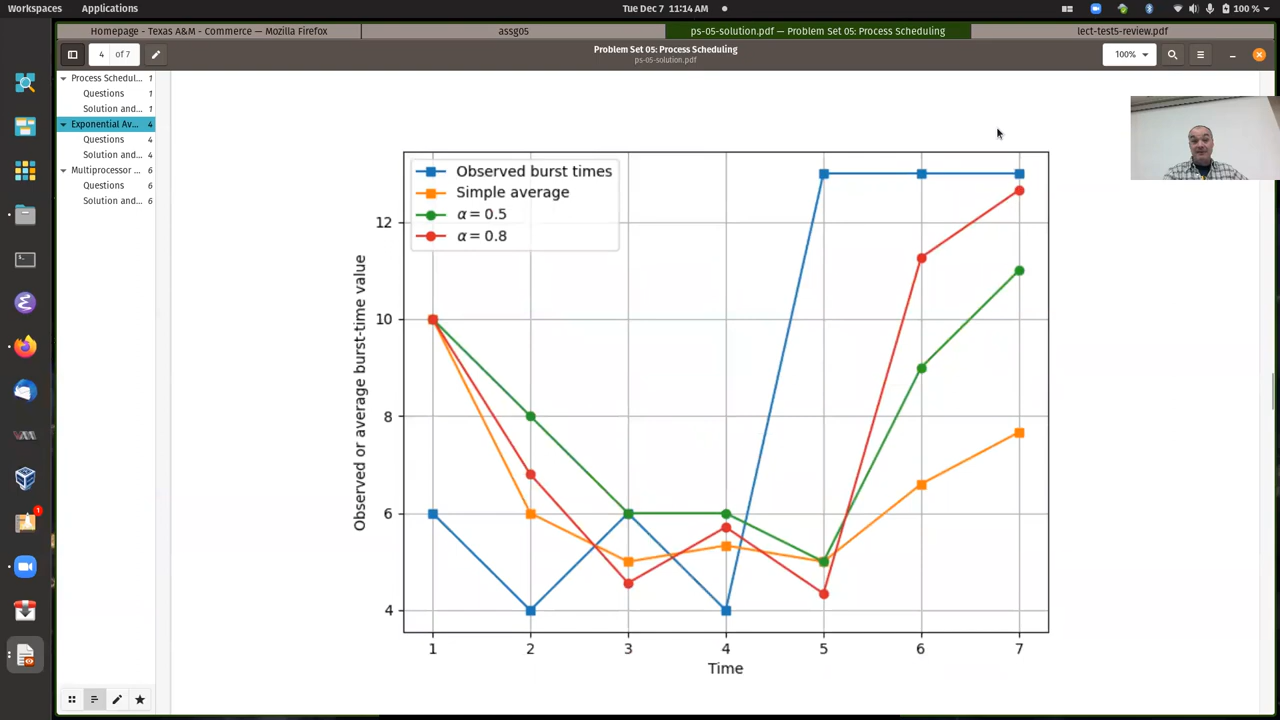 Workspaces Applications Tue Dec 7 11:14 AM 100 %
Homepage - Texas A&M - Commerce — Mozilla Firefox assg05 ps-05-solution.pdf — Problem Set 05: Process Scheduling lect-test5-review.pdf
4 of 7 Problem Set 05: Process Scheduling 100%
ps-05-solution.pdf
Process Schedul... 1
Questions 1
Solution and... 1
Exponential Av... 4
Questions 4
Solution and... 4
Multiprocessor ... 6
Questions 6
Solution and... 6
1
Observed burst times
Simple average
α = 0.5
α = 0.8
Observed or average burst-time value
12
10
8
6
4
1 2 3 4 5 6 7
Time